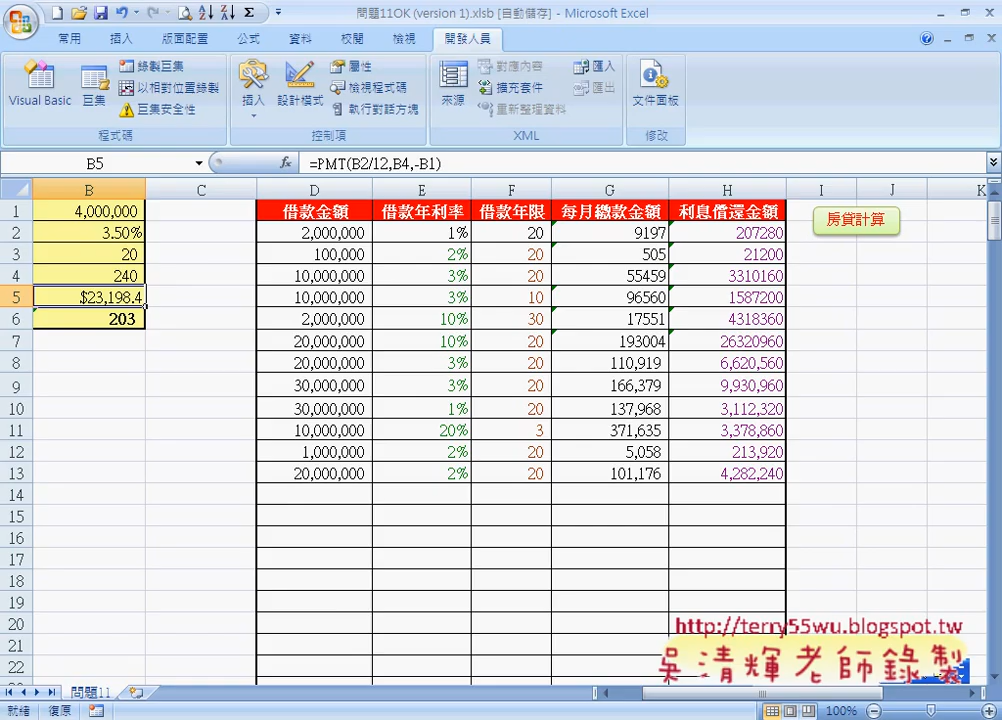 問題11OK (version 1).xlsb [自動儲存] - Microsoft Excel
常用 插入 版面配置 公式 資料 校閱 檢視 開發人員
Visual Basic 巨集 錄製巨集 以相對位置錄製 巨集安全性 程式碼
插入 設計模式 屬性 檢視程式碼 執行對話方塊 控制項
來源 對應內容 擴充套件 重新整理資料 匯入 匯出 XML
文件面板 修改
B5 fx =PMT(B2/12,B4,-B1)
B C D E F G H I J K
1 4,000,000 借款金額 借款年利率 借款年限 每月繳款金額 利息償還金額 房貸計算
2 3.50% 2,000,000 1% 20 9197 207280
3 20 100,000 2% 20 505 21200
4 240 10,000,000 3% 20 55459 3310160
5 $23,198.4 10,000,000 3% 10 96560 1587200
6 203 2,000,000 10% 30 17551 4318360
7 20,000,000 10% 20 193004 26320960
8 20,000,000 3% 20 110,919 6,620,560
9 30,000,000 3% 20 166,379 9,930,960
10 30,000,000 1% 20 137,968 3,112,320
11 10,000,000 20% 3 371,635 3,378,860
12 1,000,000 2% 20 5,058 213,920
13 20,000,000 2% 20 101,176 4,282,240
14
15
16
17
18
19
20
21
22
http://terry55wu.blogspot.tw
吳清輝老師錄製
問題11
就緒 復原 100%